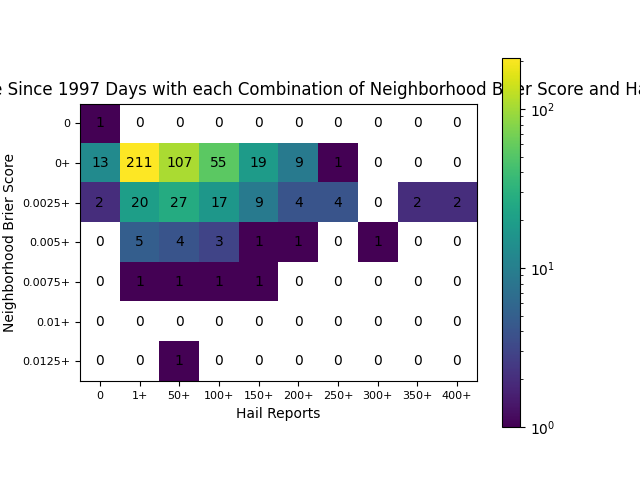 Since 1997 Days with each Combination of Neighborhood Brier Score and
Neighborhood Brier Score
0 1 0 0 0 0 0 0 0 0 0
0+ 13 211 107 55 19 9 1 0 0 0
0.0025+ 2 20 27 17 9 4 4 0 2 2
0.005+ 0 5 4 3 1 1 0 1 0 0
0.0075+ 0 1 1 1 1 0 0 0 0 0
0.01+ 0 0 0 0 0 0 0 0 0 0
0.0125+ 0 0 1 0 0 0 0 0 0 0
0 1+ 50+ 100+ 150+ 200+ 250+ 300+ 350+ 400+
Hail Reports
10²
10¹
10⁰